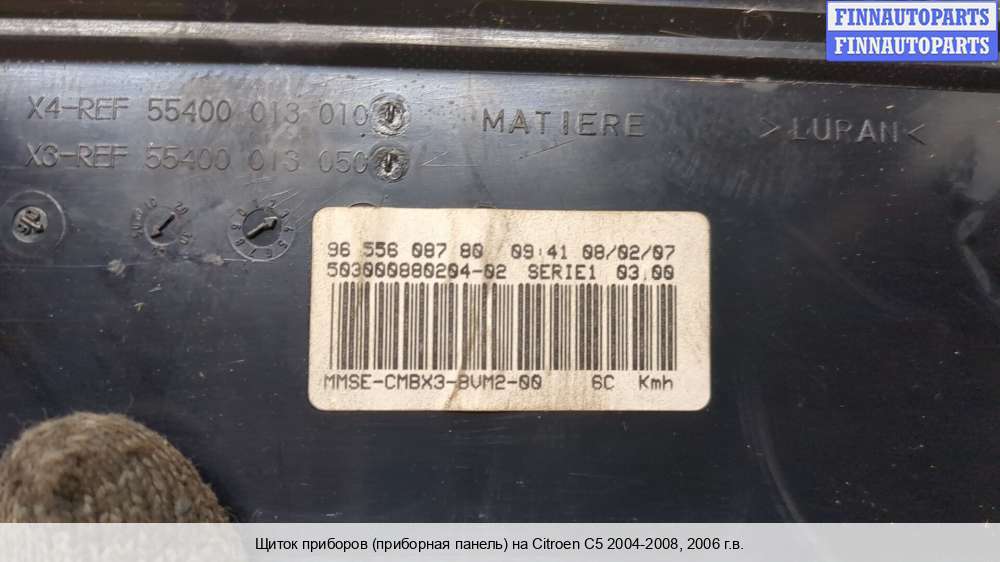 FINNAUTOPARTS
FINNAUTOPARTS
X4-REF 55400 013 010
X3-REF 55400 013 050
MATIERE >LURAN<
96 556 087 80 09:41 08/02/07
503000880204-02 SERIE1 03.00
MMSE-CMBX3-BVM2-00 6C Kmh
Щиток приборов (приборная панель) на Citroen C5 2004-2008, 2006 г.в.